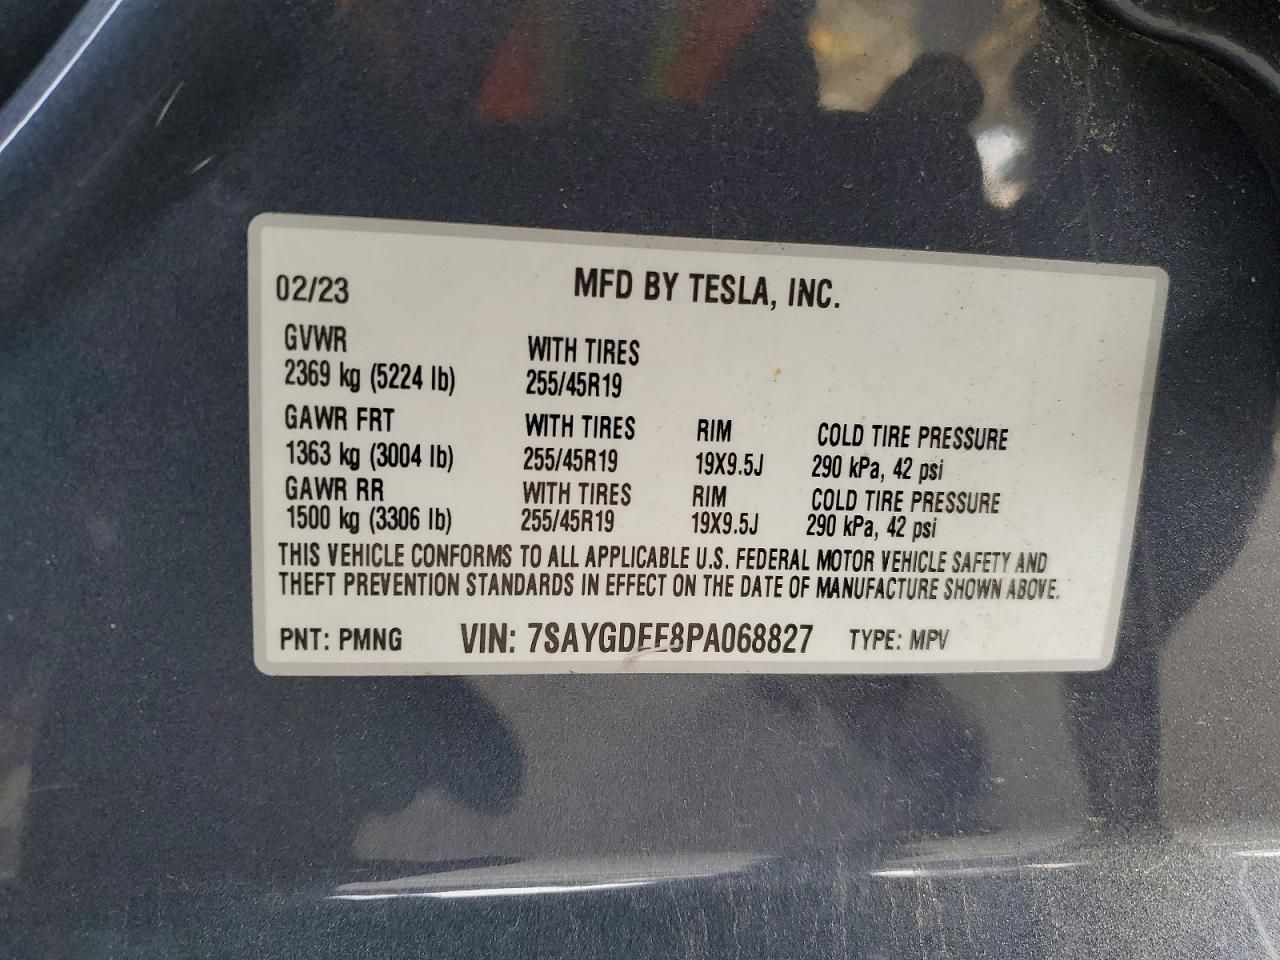 02/23 MFD BY TESLA, INC.
GVWR WITH TIRES
2369 kg (5224 lb) 255/45R19
GAWR FRT WITH TIRES RIM COLD TIRE PRESSURE
1363 kg (3004 lb) 255/45R19 19X9.5J 290 kPa, 42 psi
GAWR RR WITH TIRES RIM COLD TIRE PRESSURE
1500 kg (3306 lb) 255/45R19 19X9.5J 290 kPa, 42 psi
THIS VEHICLE CONFORMS TO ALL APPLICABLE U.S. FEDERAL MOTOR VEHICLE SAFETY AND
THEFT PREVENTION STANDARDS IN EFFECT ON THE DATE OF MANUFACTURE SHOWN ABOVE.
PNT: PMNG VIN: 7SAYGDEE8PA068827 TYPE: MPV